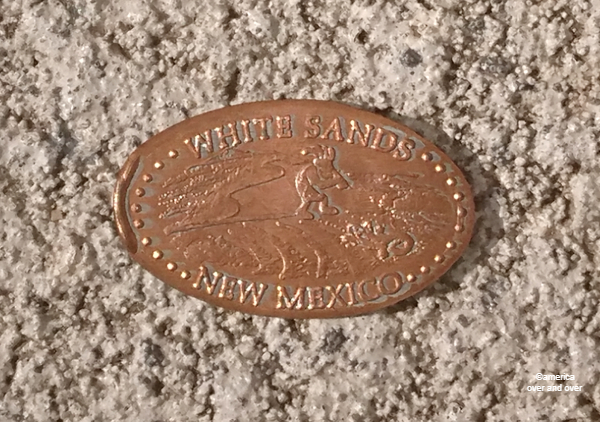 WHITE SANDS
NEW MEXICO
©america
over and over